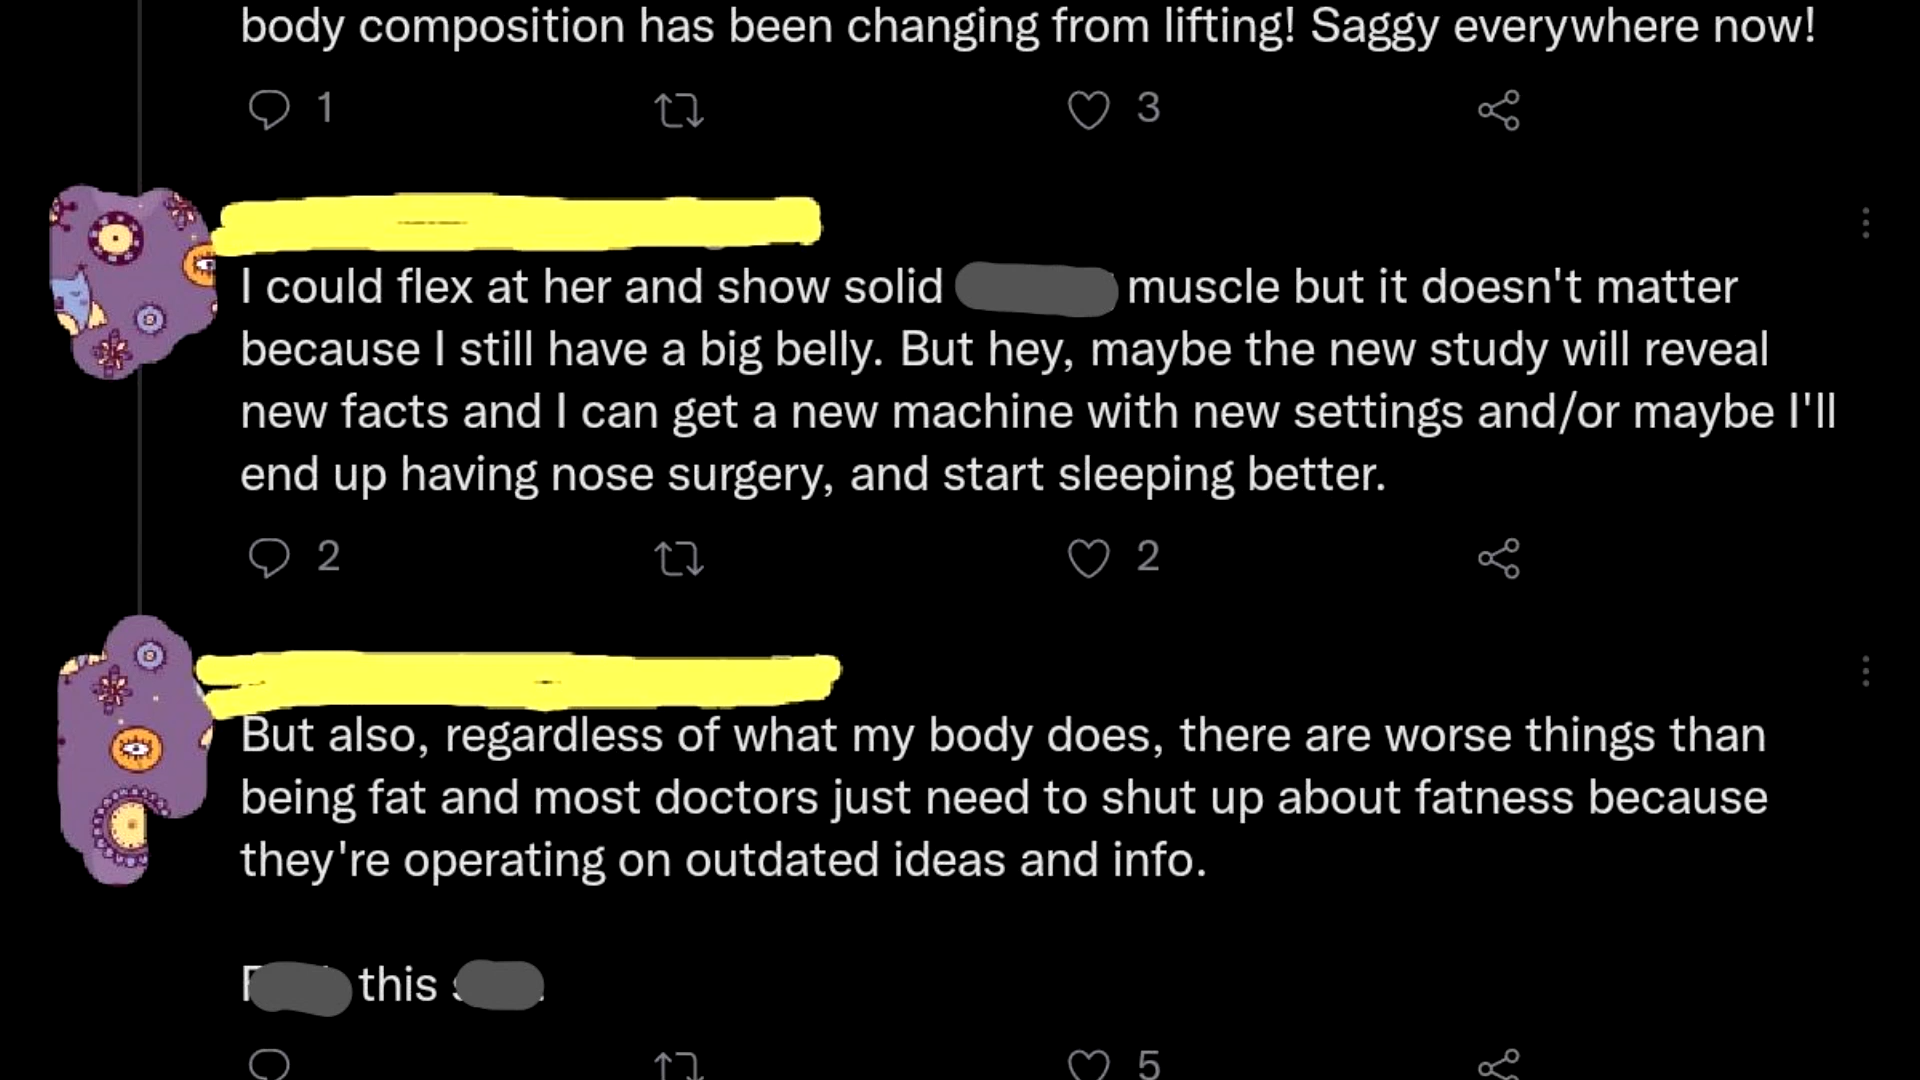 body composition has been changing from lifting! Saggy everywhere now!
1 3
I could flex at her and show solid muscle but it doesn't matter
because I still have a big belly. But hey, maybe the new study will reveal
new facts and I can get a new machine with new settings and/or maybe I'll
end up having nose surgery, and start sleeping better.
2 2
But also, regardless of what my body does, there are worse things than
being fat and most doctors just need to shut up about fatness because
they're operating on outdated ideas and info.
this
5